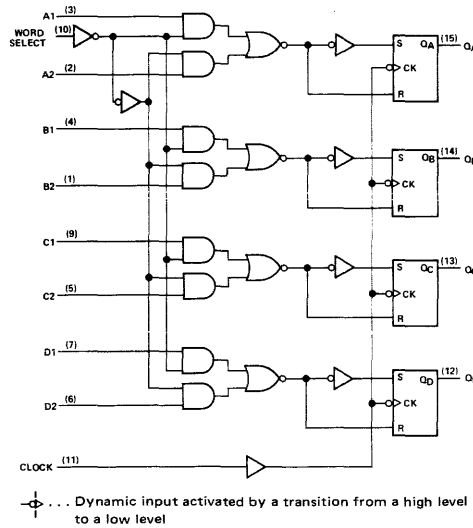 A1 (3)
WORD SELECT (10)
A2 (2)
S QA (15) Q
CK
R
B1 (4)
B2 (1)
S QB (14) Q
CK
R
C1 (9)
C2 (5)
S QC (13) Q
CK
R
D1 (7)
D2 (6)
S QD (12) Q
CK
R
CLOCK (11)
. . . Dynamic input activated by a transition from a high level
to a low level